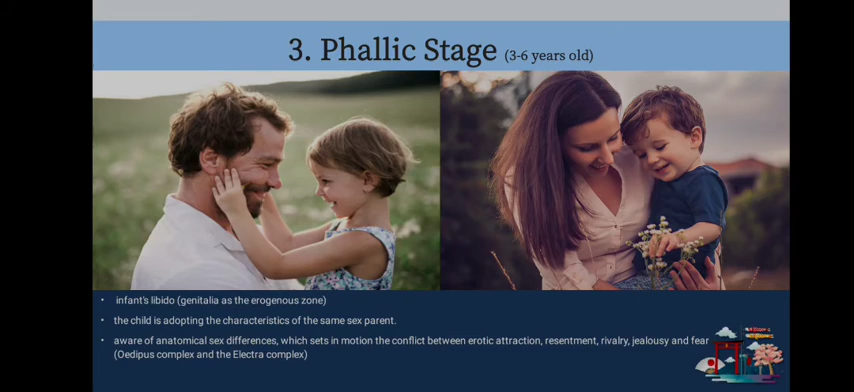 3. Phallic Stage (3-6 years old)
• infant's libido (genitalia as the erogenous zone)
• the child is adopting the characteristics of the same sex parent.
• aware of anatomical sex differences, which sets in motion the conflict between erotic attraction, resentment, rivalry, jealousy and fear
(Oedipus complex and the Electra complex)